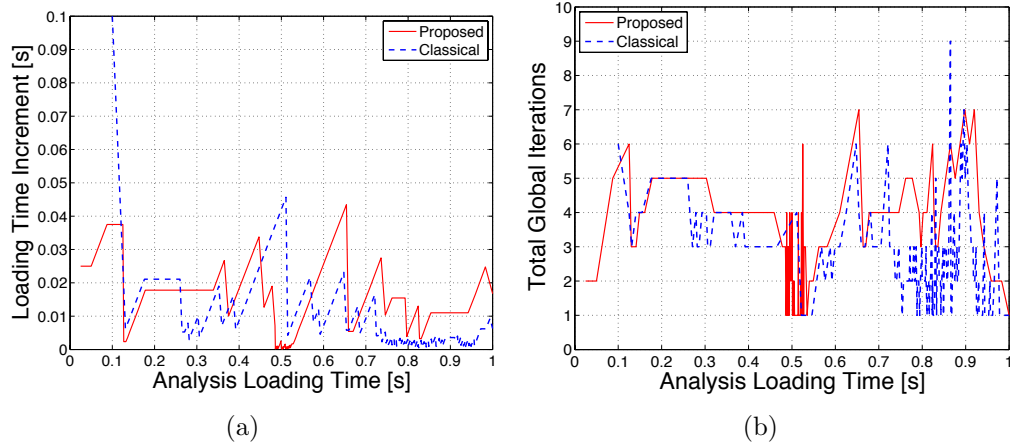 0.1
0.09
0.08
0.07
0.06
0.05
0.04
0.03
0.02
0.01
0
Loading Time Increment [s]
Proposed
Classical
0 0.1 0.2 0.3 0.4 0.5 0.6 0.7 0.8 0.9 1
Analysis Loading Time [s]
(a)
10
9
8
7
6
5
4
3
2
1
0
Total Global Iterations
Proposed
Classical
0 0.1 0.2 0.3 0.4 0.5 0.6 0.7 0.8 0.9 1
Analysis Loading Time [s]
(b)